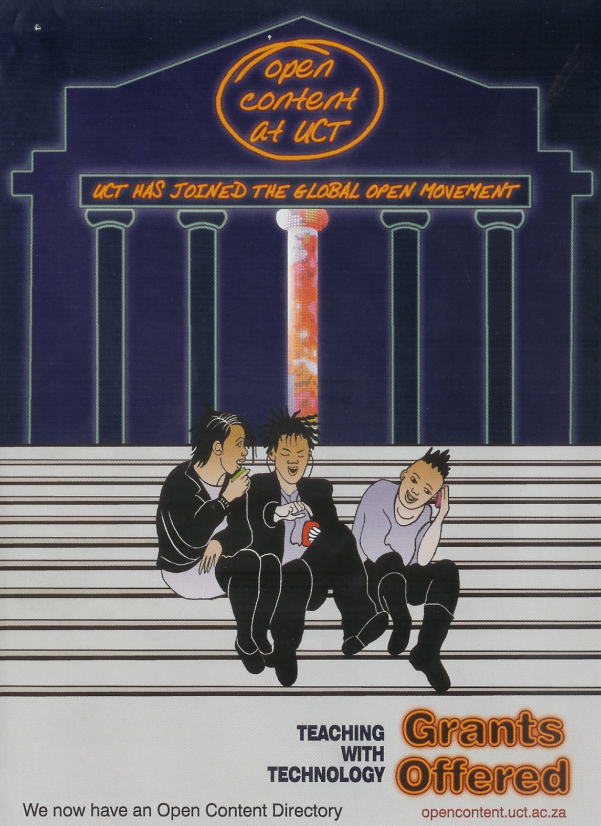 open
content
at UCT
UCT HAS JOINED THE GLOBAL OPEN MOVEMENT
TEACHING
WITH
TECHNOLOGY
Grants
Offered
We now have an Open Content Directory
opencontent.uct.ac.za